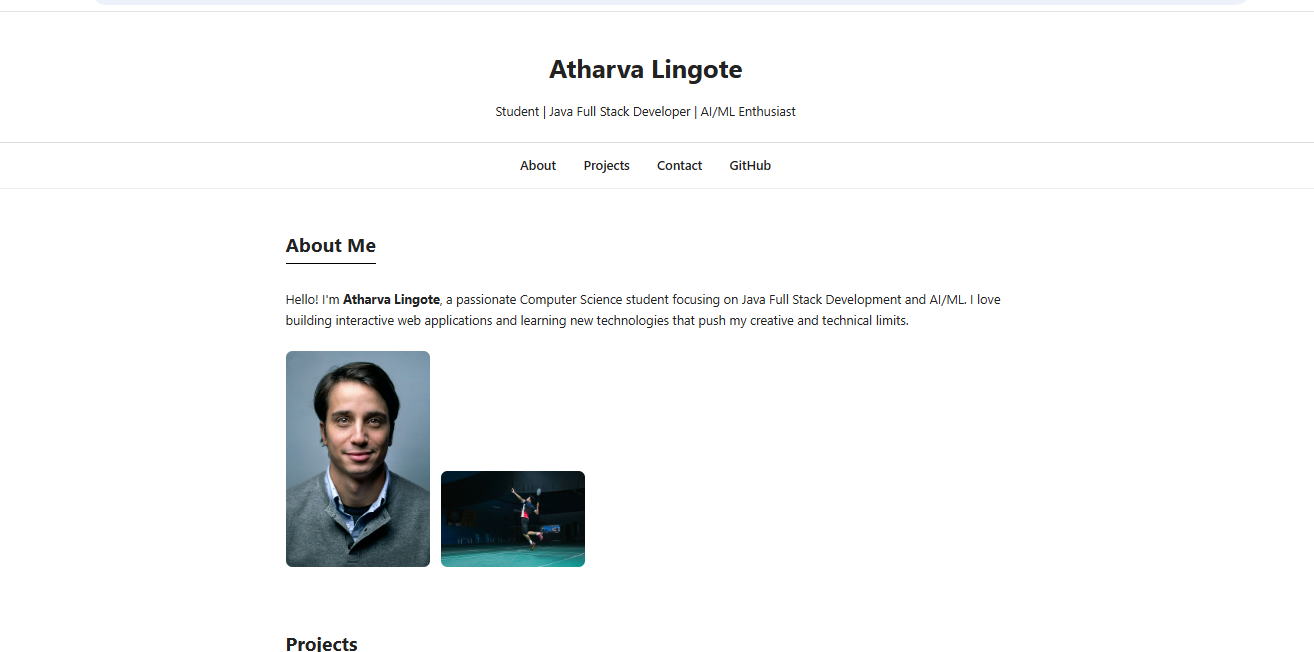 Atharva Lingote
Student | Java Full Stack Developer | AI/ML Enthusiast
About Projects Contact GitHub
About Me
Hello! I'm Atharva Lingote, a passionate Computer Science student focusing on Java Full Stack Development and AI/ML. I love
building interactive web applications and learning new technologies that push my creative and technical limits.
Projects